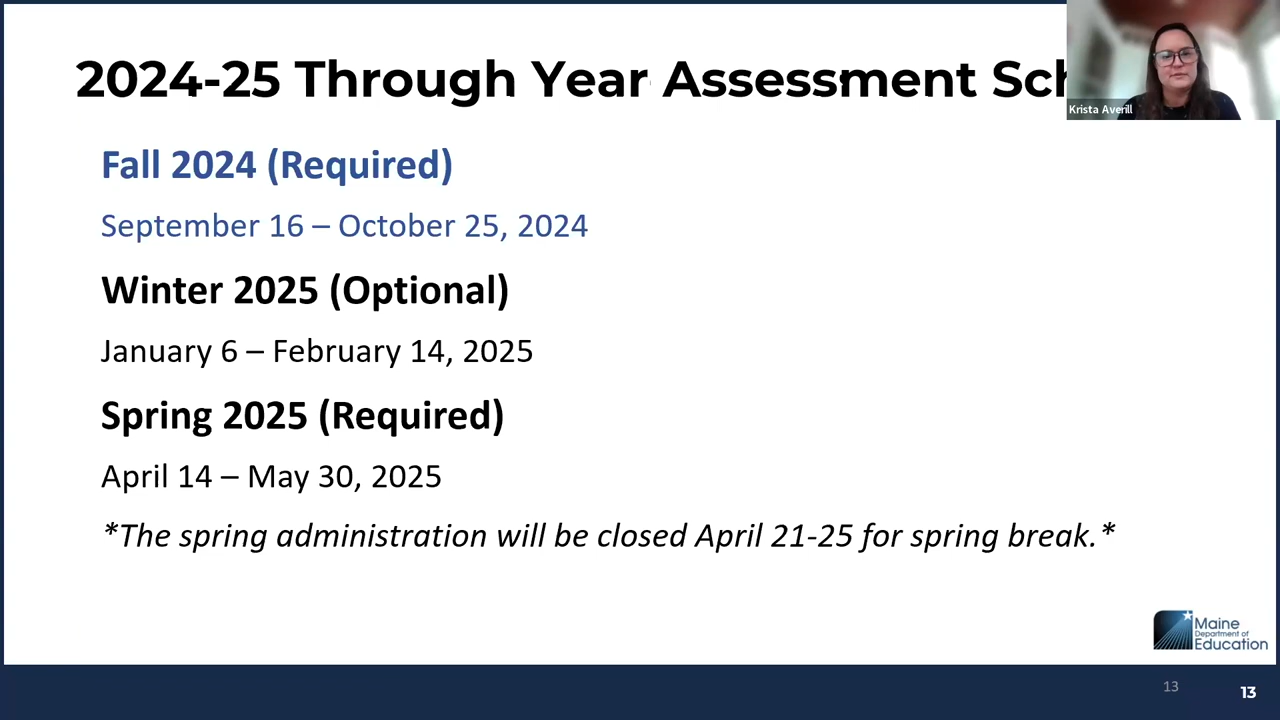 2024-25 Through Year Assessment Sch
Krista Averill
Fall 2024 (Required)
September 16 – October 25, 2024
Winter 2025 (Optional)
January 6 – February 14, 2025
Spring 2025 (Required)
April 14 – May 30, 2025
*The spring administration will be closed April 21-25 for spring break.*
Maine
Department of
Education
13
13